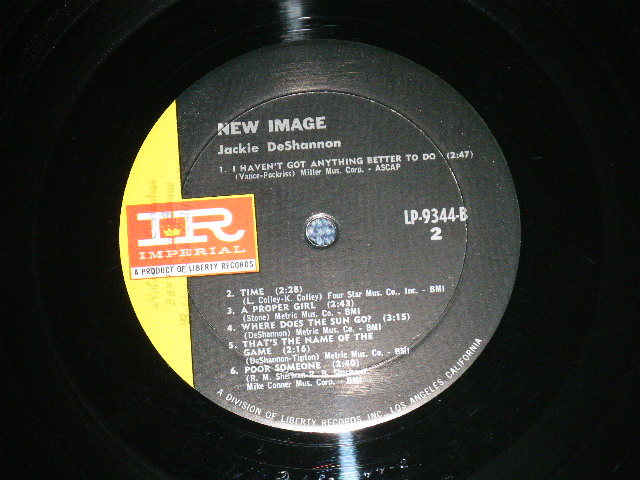 NEW IMAGE
Jackie DeShannon
1. I HAVEN'T GOT ANYTHING BETTER TO DO (2:47)
(Vance-Pockriss) Miller Mus. Corp. - ASCAP
LP-9344-B
2
IR
IMPERIAL
A PRODUCT OF LIBERTY RECORDS
2. TIME (2:28)
(L. Colley-K. Colley) Four Star Mus. Co., Inc. - BMI
3. A PROPER GIRL (2:43)
(Stone) Metric Mus. Co. - BMI
4. WHERE DOES THE SUN GO? (3:15)
(DeShannon) Metric Mus. Co. - BMI
5. THAT'S THE NAME OF THE
GAME (2:16)
(DeShannon-Tipton) Metric Mus. Co. - BMI
6. POOR SOMEONE (2:40)
(R. M. Sherman-R. B. Sherman)
Mike Conner Mus. Corp. - BMI
A DIVISION OF LIBERTY RECORDS, INC., LOS ANGELES, CALIFORNIA